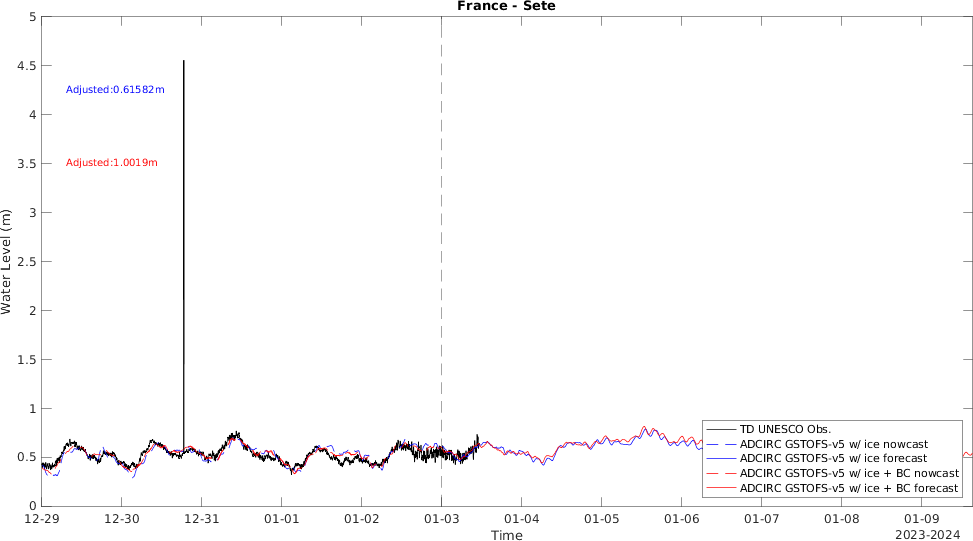 France - Sete
5
4.5
4
3.5
3
2.5
2
1.5
1
0.5
0
Water Level (m)
Adjusted:0.61582m
Adjusted:1.0019m
TD UNESCO Obs.
ADCIRC GSTOFS-v5 w/ ice nowcast
ADCIRC GSTOFS-v5 w/ ice forecast
ADCIRC GSTOFS-v5 w/ ice + BC nowcast
ADCIRC GSTOFS-v5 w/ ice + BC forecast
12-29 12-30 12-31 01-01 01-02 01-03 01-04 01-05 01-06 01-07 01-08 01-09
Time
2023-2024